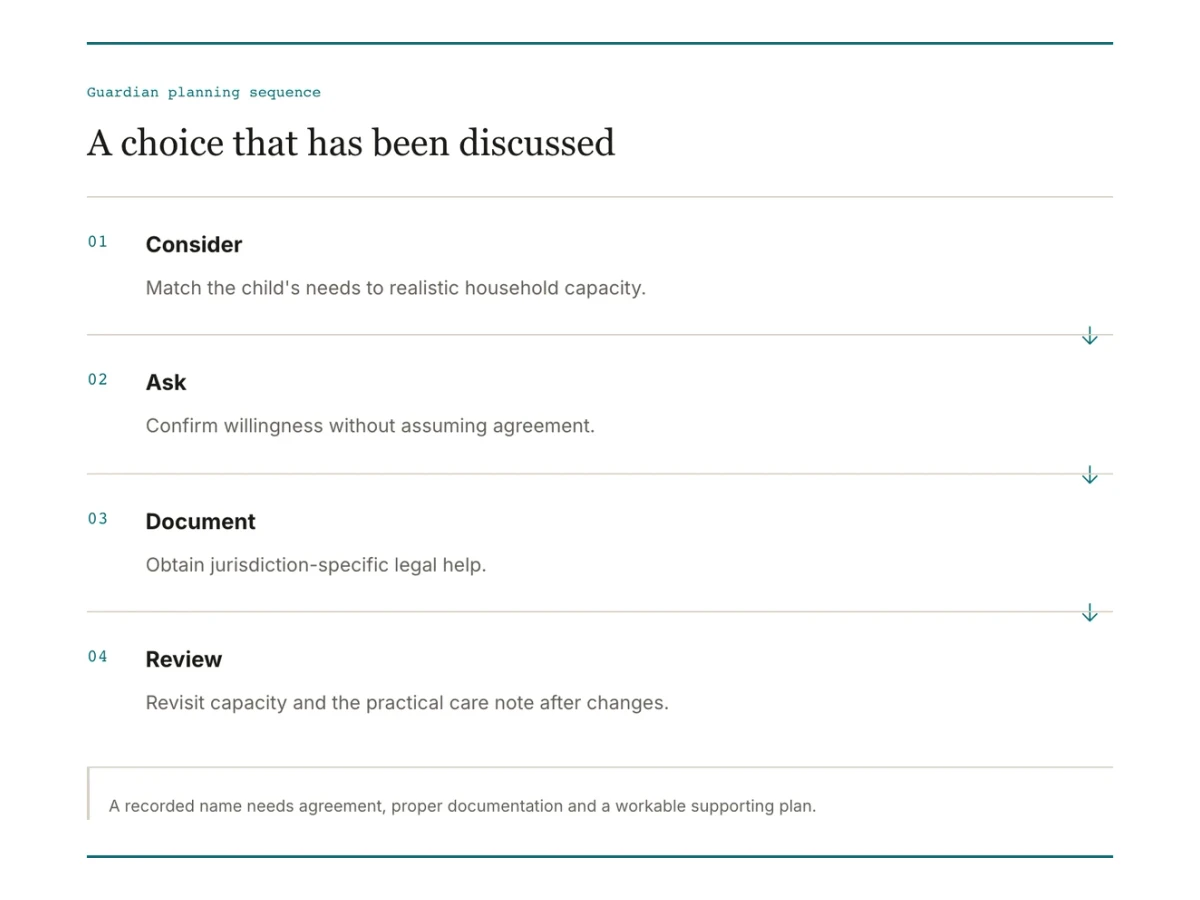 Guardian planning sequence
A choice that has been discussed
01
Consider
Match the child's needs to realistic household capacity.
02
Ask
Confirm willingness without assuming agreement.
03
Document
Obtain jurisdiction-specific legal help.
04
Review
Revisit capacity and the practical care note after changes.
A recorded name needs agreement, proper documentation and a workable supporting plan.